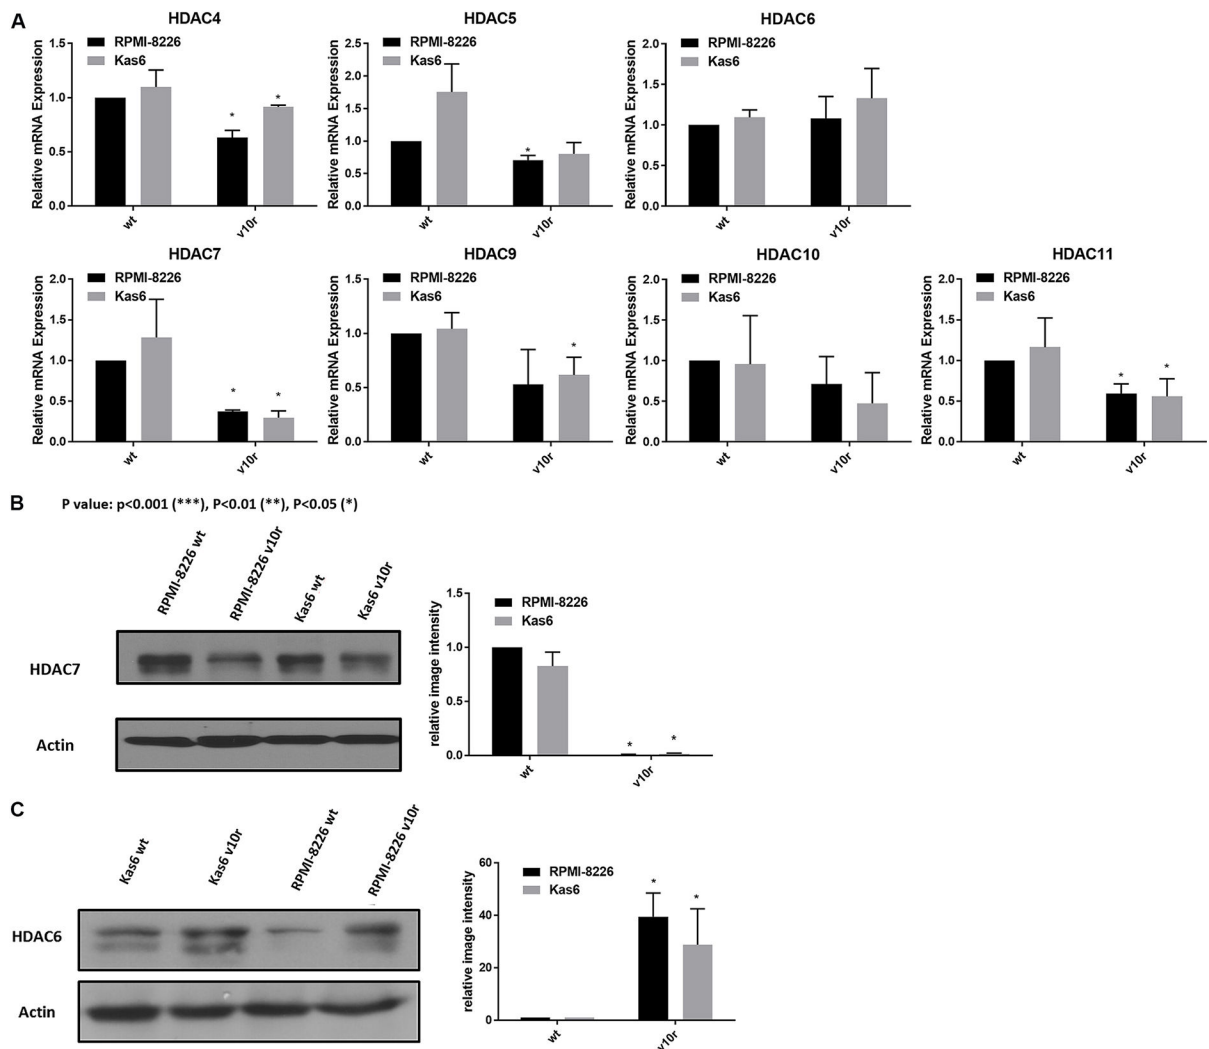 A
HDAC4
Relative mRNA Expression
1.5
1.0
0.5
0.0
RPMI-8226
Kas6
*
*
wt
v10r
HDAC5
Relative mRNA Expression
2.5
2.0
1.5
1.0
0.5
0.0
RPMI-8226
Kas6
*
wt
v10r
HDAC6
Relative mRNA Expression
2.0
1.5
1.0
0.5
0.0
RPMI-8226
Kas6
wt
v10r
HDAC7
Relative mRNA Expression
2.0
1.5
1.0
0.5
0.0
RPMI-8226
Kas6
*
*
wt
v10r
HDAC9
Relative mRNA Expression
1.5
1.0
0.5
0.0
RPMI-8226
Kas6
*
wt
v10r
HDAC10
Relative mRNA Expression
2.0
1.5
1.0
0.5
0.0
RPMI-8226
Kas6
wt
v10r
HDAC11
Relative mRNA Expression
2.0
1.5
1.0
0.5
0.0
RPMI-8226
Kas6
*
*
wt
v10r
B
P value: p<0.001 (***), P<0.01 (**), P<0.05 (*)
RPMI-8226 wt
RPMI-8226 v10r
Kas6 wt
Kas6 v10r
HDAC7
Actin
relative image intensity
1.5
1.0
0.5
0.0
RPMI-8226
Kas6
*
*
wt
v10r
C
Kas6 wt
Kas6 v10r
RPMI-8226 wt
RPMI-8226 v10r
HDAC6
Actin
relative image intensity
60
40
20
0
RPMI-8226
Kas6
*
*
wt
v10r